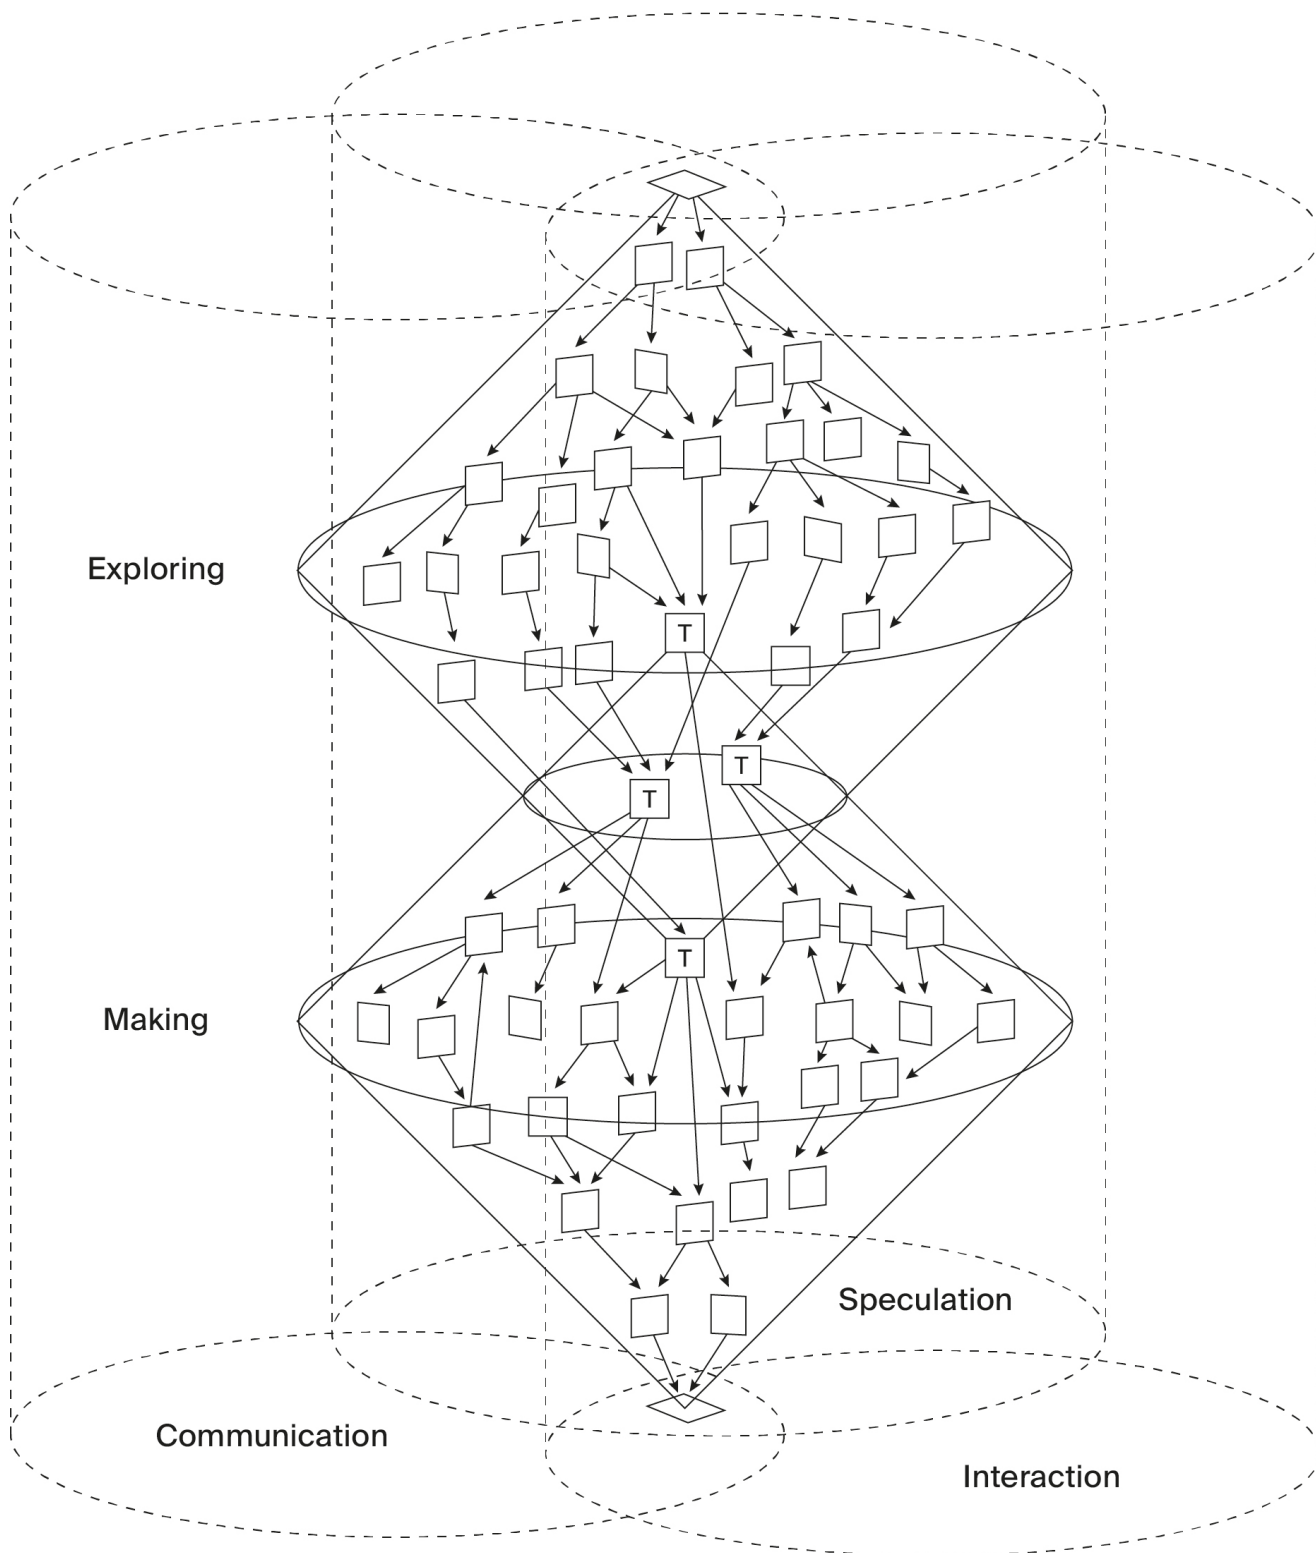 Exploring
T
T
T
Making
T
Speculation
Communication
Interaction